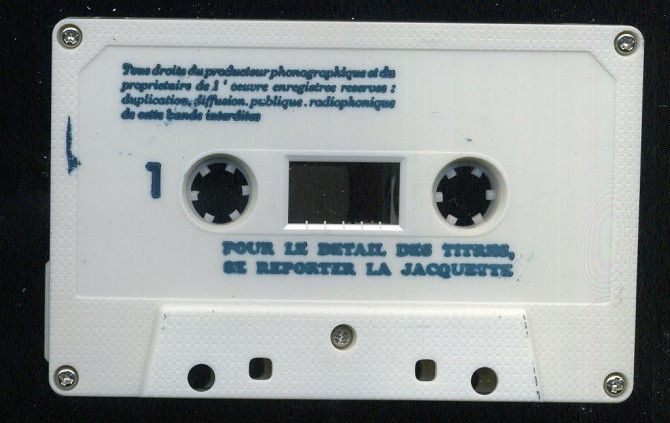 Tous droits du producteur phonographique et du
proprietaire de l ' oeuvre enregistres reserves :
duplication, diffusion. publique . radiophonique
de cette bande interdites
1
POUR LE DETAIL DES TITRES,
SE REPORTER LA JACQUETTE